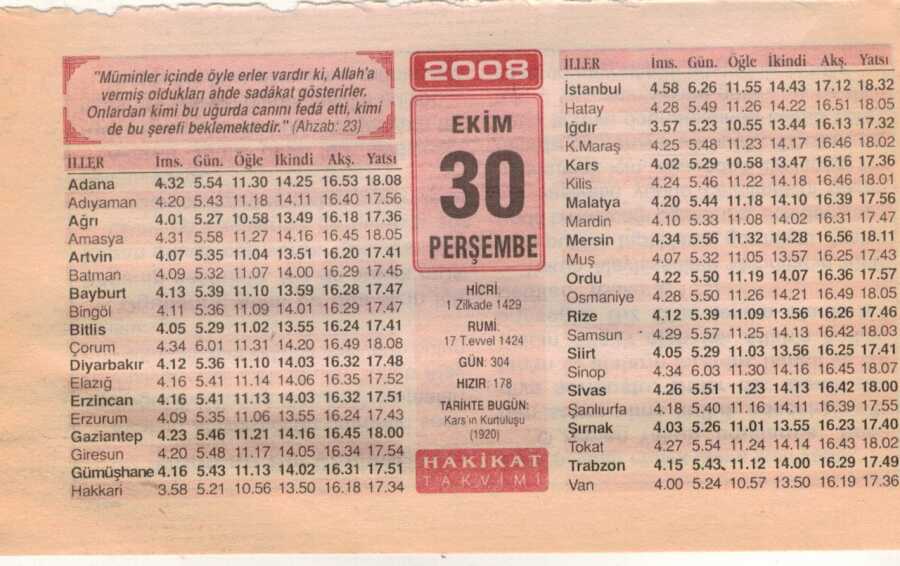 "Müminler içinde öyle erler vardır ki, Allah'a
vermiş oldukları ahde sadâkat gösterirler.
Onlardan kimi bu uğurda canını fedâ etti, kimi
de bu şerefi beklemektedir." (Ahzab: 23)
İLLER İms. Gün. Öğle İkindi Akş. Yatsı
Adana 4.32 5.54 11.30 14.25 16.53 18.08
Adıyaman 4.20 5.43 11.18 14.11 16.40 17.56
Ağrı 4.01 5.27 10.58 13.49 16.18 17.36
Amasya 4.31 5.58 11.27 14.16 16.45 18.05
Artvin 4.07 5.35 11.04 13.51 16.20 17.41
Batman 4.09 5.32 11.07 14.00 16.29 17.45
Bayburt 4.13 5.39 11.10 13.59 16.28 17.47
Bingöl 4.11 5.36 11.09 14.01 16.29 17.47
Bitlis 4.05 5.29 11.02 13.55 16.24 17.41
Çorum 4.34 6.01 11.31 14.20 16.49 18.08
Diyarbakır 4.12 5.36 11.10 14.03 16.32 17.48
Elazığ 4.16 5.41 11.14 14.06 16.35 17.52
Erzincan 4.16 5.41 11.13 14.03 16.32 17.51
Erzurum 4.09 5.35 11.06 13.55 16.24 17.43
Gaziantep 4.23 5.46 11.21 14.16 16.45 18.00
Giresun 4.20 5.48 11.17 14.05 16.34 17.54
Gümüşhane 4.16 5.43 11.13 14.02 16.31 17.51
Hakkari 3.58 5.21 10.56 13.50 16.18 17.34
2008
EKİM
30
PERŞEMBE
HİCRİ:
1 Zilkade 1429
RUMİ:
17 T.evvel 1424
GÜN: 304
HIZIR: 178
TARİHTE BUGÜN:
Kars'ın Kurtuluşu
(1920)
HAKİKAT
TAKVİMİ
İLLER İms. Gün. Öğle İkindi Akş. Yatsı
İstanbul 4.58 6.26 11.55 14.43 17.12 18.32
Hatay 4.28 5.49 11.26 14.22 16.51 18.05
Iğdır 3.57 5.23 10.55 13.44 16.13 17.32
K.Maraş 4.25 5.48 11.23 14.17 16.46 18.02
Kars 4.02 5.29 10.58 13.47 16.16 17.36
Kilis 4.24 5.46 11.22 14.18 16.46 18.01
Malatya 4.20 5.44 11.18 14.10 16.39 17.56
Mardin 4.10 5.33 11.08 14.02 16.31 17.47
Mersin 4.34 5.56 11.32 14.28 16.56 18.11
Muş 4.07 5.32 11.05 13.57 16.25 17.43
Ordu 4.22 5.50 11.19 14.07 16.36 17.57
Osmaniye 4.28 5.50 11.26 14.21 16.49 18.05
Rize 4.12 5.39 11.09 13.56 16.26 17.46
Samsun 4.29 5.57 11.25 14.13 16.42 18.03
Siirt 4.05 5.29 11.03 13.56 16.25 17.41
Sinop 4.34 6.03 11.30 14.16 16.45 18.07
Sivas 4.26 5.51 11.23 14.13 16.42 18.00
Şanlıurfa 4.18 5.40 11.16 14.11 16.39 17.55
Şırnak 4.03 5.26 11.01 13.55 16.23 17.40
Tokat 4.27 5.54 11.24 14.14 16.43 18.02
Trabzon 4.15 5.43 11.12 14.00 16.29 17.49
Van 4.00 5.24 10.57 13.50 16.19 17.36